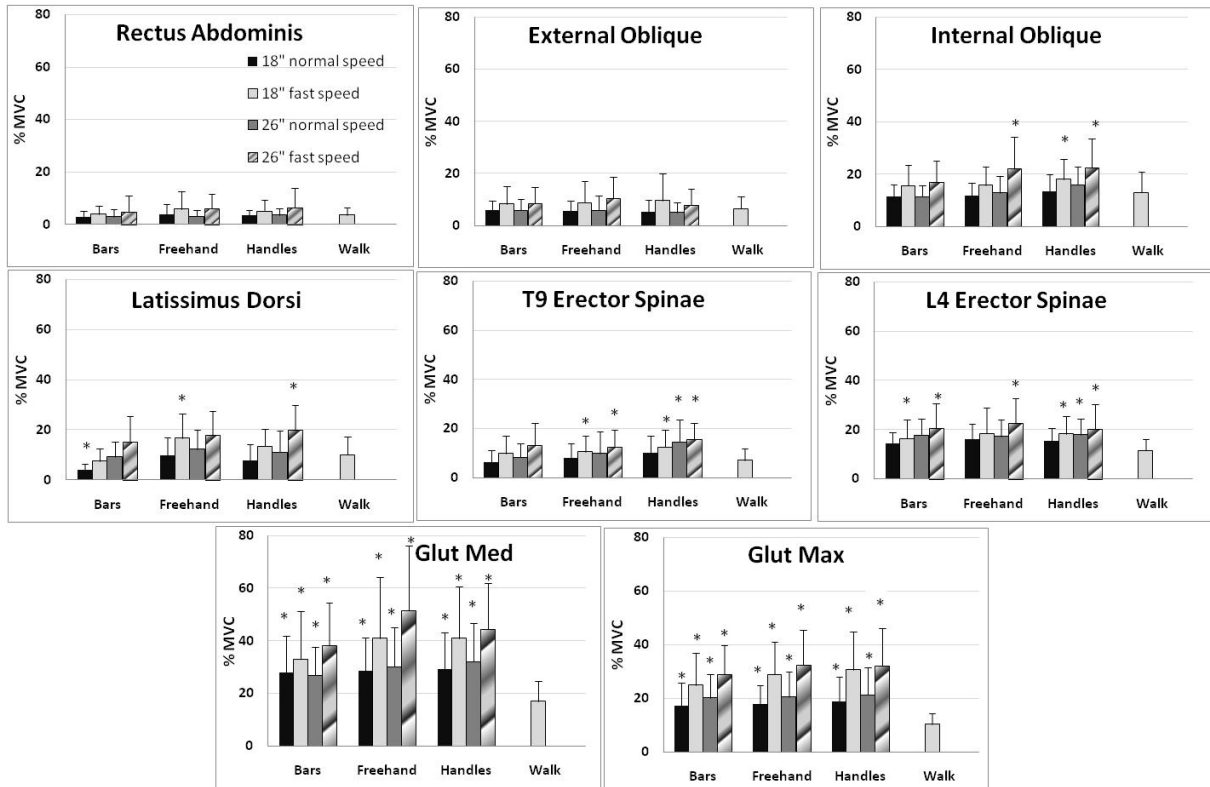 80
60
40
20
0
% MVC
Rectus Abdominis
18" normal speed
18" fast speed
26" normal speed
26" fast speed
Bars Freehand Handles Walk
80
60
40
20
0
% MVC
External Oblique
Bars Freehand Handles Walk
80
60
40
20
0
% MVC
Internal Oblique
* * *
Bars Freehand Handles Walk
80
60
40
20
0
% MVC
Latissimus Dorsi
* * *
Bars Freehand Handles Walk
80
60
40
20
0
% MVC
T9 Erector Spinae
* * * * *
Bars Freehand Handles Walk
80
60
40
20
0
% MVC
L4 Erector Spinae
* * * * * *
Bars Freehand Handles Walk
80
60
40
20
0
% MVC
Glut Med
* * * * * * * * * * * *
Bars Freehand Handles Walk
80
60
40
20
0
% MVC
Glut Max
* * * * * * * * * * * *
Bars Freehand Handles Walk